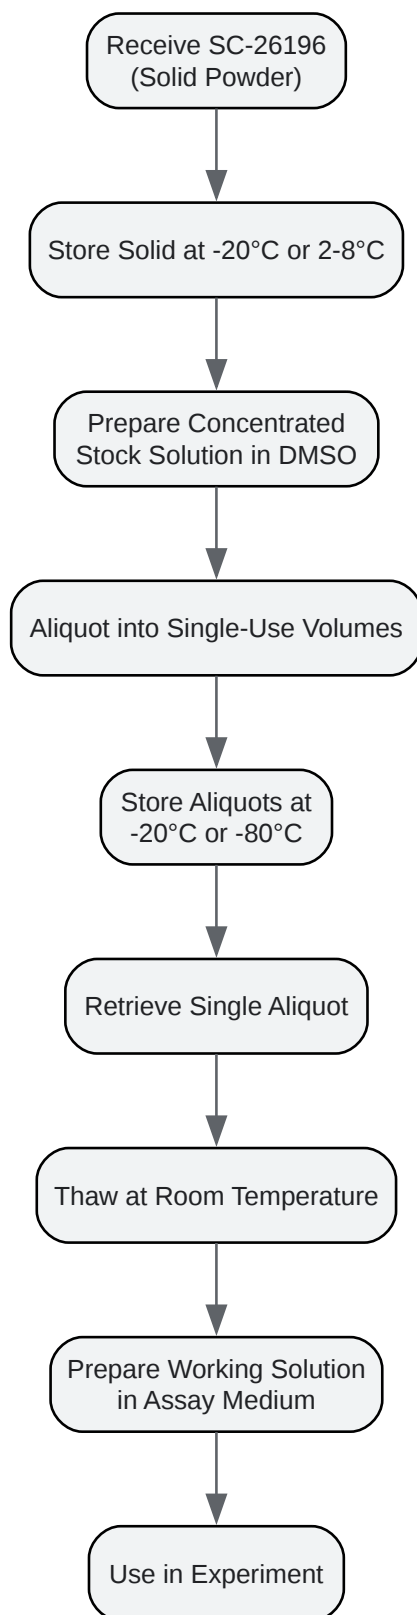 Receive SC-26196
(Solid Powder)
Store Solid at -20°C or 2-8°C
Prepare Concentrated
Stock Solution in DMSO
Aliquot into Single-Use Volumes
Store Aliquots at
-20°C or -80°C
Retrieve Single Aliquot
Thaw at Room Temperature
Prepare Working Solution
in Assay Medium
Use in Experiment